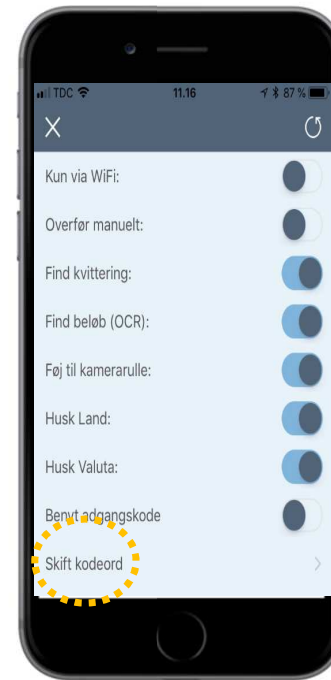 TDC 11.16 87 %
Kun via WiFi:
Overfør manuelt:
Find kvittering:
Find beløb (OCR):
Føj til kamerarulle:
Husk Land:
Husk Valuta:
Benyt adgangskode
Skift kodeord